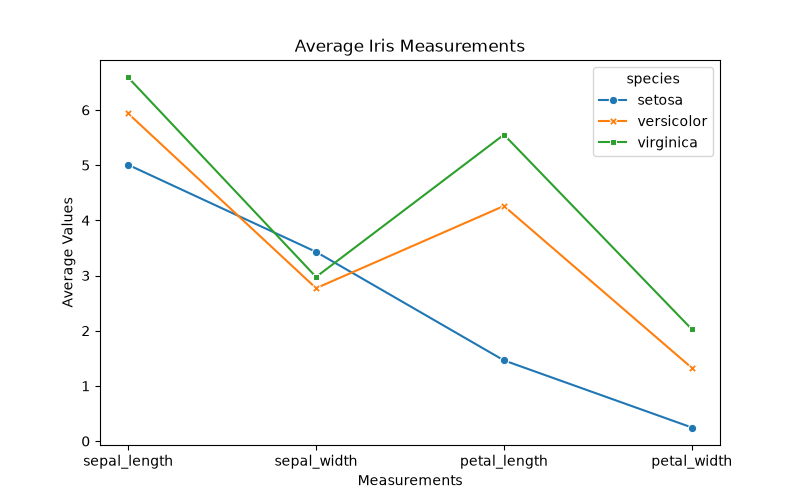 Average Iris Measurements
species
setosa
versicolor
virginica
Average Values
6
5
4
3
2
1
0
sepal_length sepal_width petal_length petal_width
Measurements